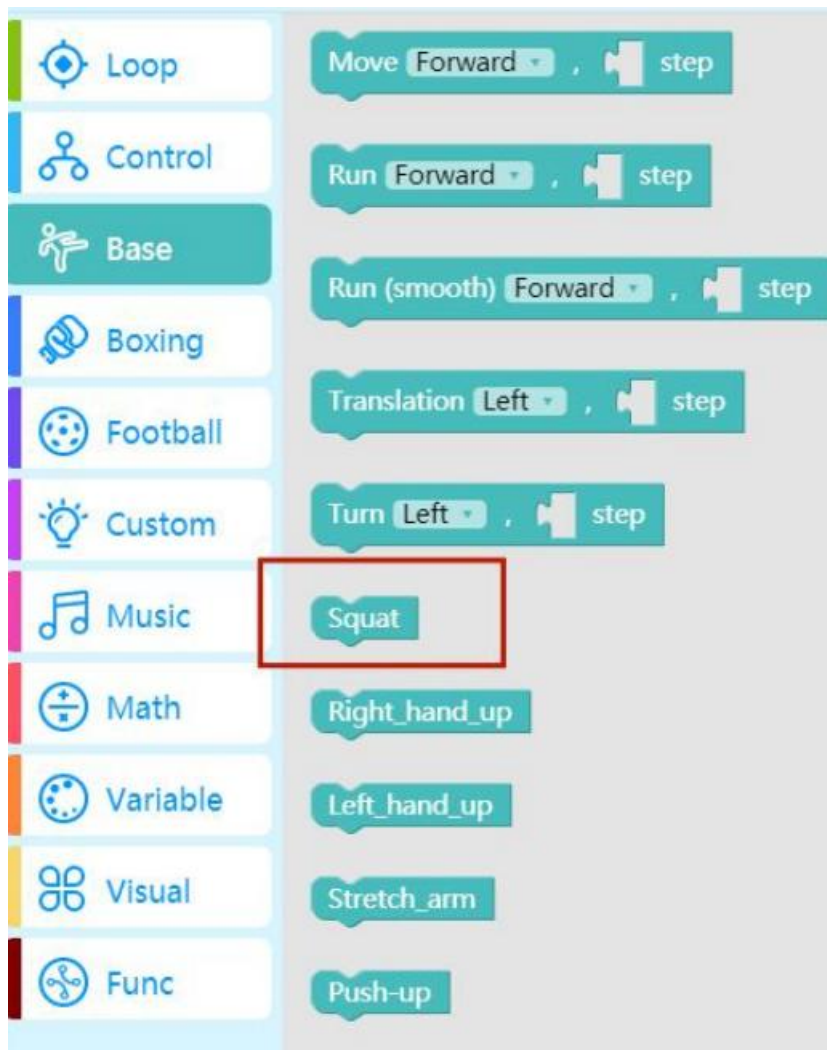 Loop
Control
Base
Boxing
Football
Custom
Music
Math
Variable
Visual
Func
Move Forward , step
Run Forward , step
Run (smooth) Forward , step
Translation Left , step
Turn Left , step
Squat
Right_hand_up
Left_hand_up
Stretch_arm
Push-up